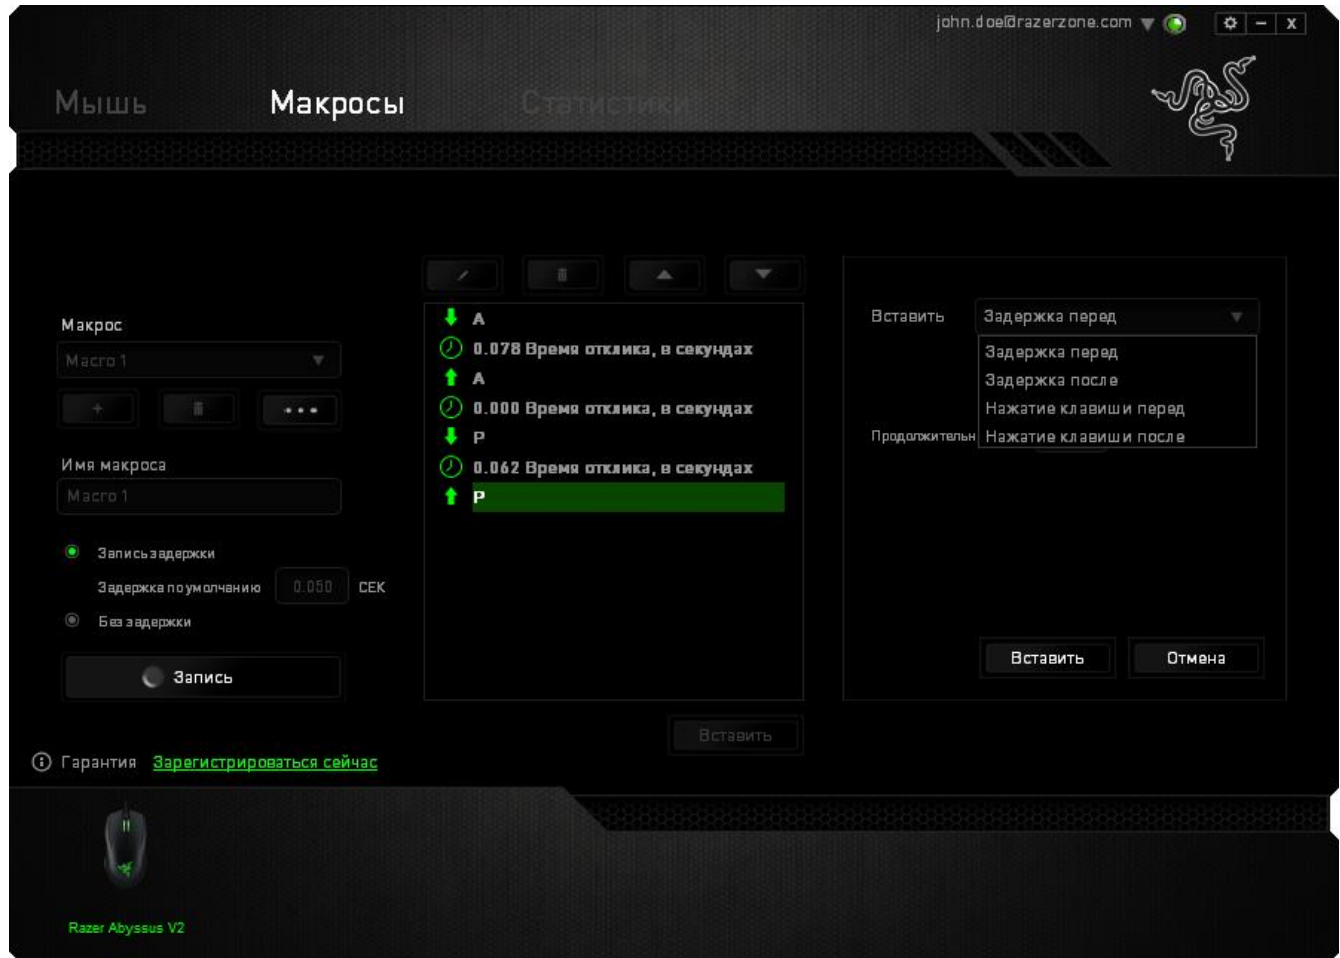 john.doe@razerzone.com
Мышь
Макросы
Статистики
Макрос
Macro 1
Имя макроса
Macro 1
Запись задержки
Задержка по умолчанию 0.050 СЕК
Без задержки
Запись
A
0.078 Время отклика, в секундах
A
0.000 Время отклика, в секундах
P
0.062 Время отклика, в секундах
P
Вставить
Вставить Задержка перед
Задержка перед
Задержка после
Нажатие клавиши перед
Продолжительн Нажатие клавиши после
Вставить Отмена
Гарантия Зарегистрироваться сейчас
Razer Abyssus V2